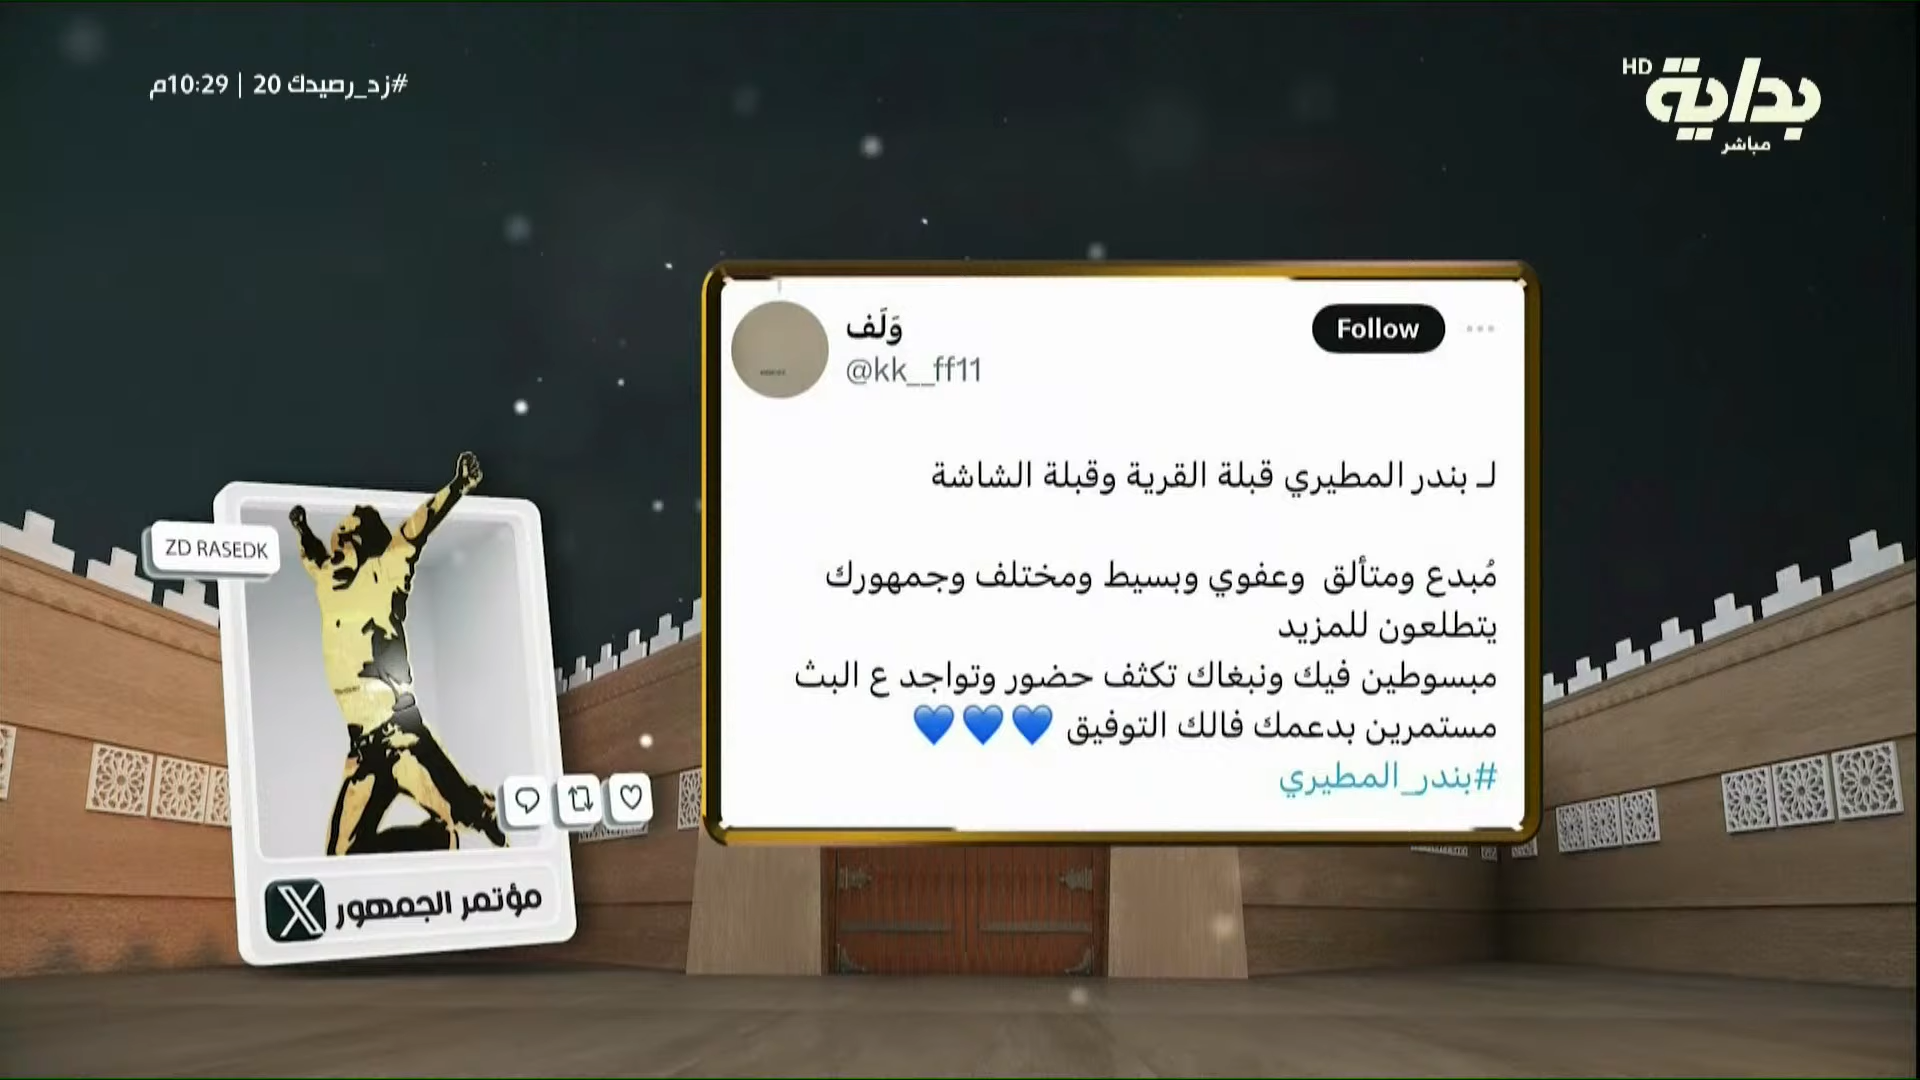 #زد_رصيدك 20 | 10:29م
HD
بداية
مباشر
وَلَف
@kk__ff11
Follow
لـ بندر المطيري قبلة القرية وقبلة الشاشة
مُبدع ومتألق وعفوي وبسيط ومختلف وجمهورك
يتطلعون للمزيد
مبسوطين فيك ونبغاك تكثف حضور وتواجد ع البث
مستمرين بدعمك فالك التوفيق 💙💙💙
#بندر_المطيري
ZD RASEDK
مؤتمر الجمهور X